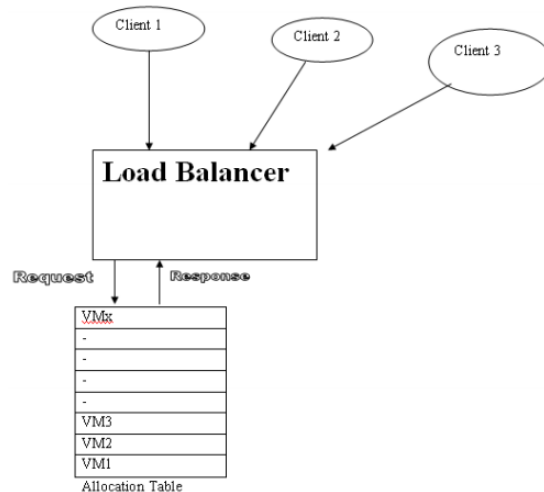 Client 1
Client 2
Client 3
Load Balancer
Request
Response
VMx
-
-
-
-
VM3
VM2
VM1
Allocation Table